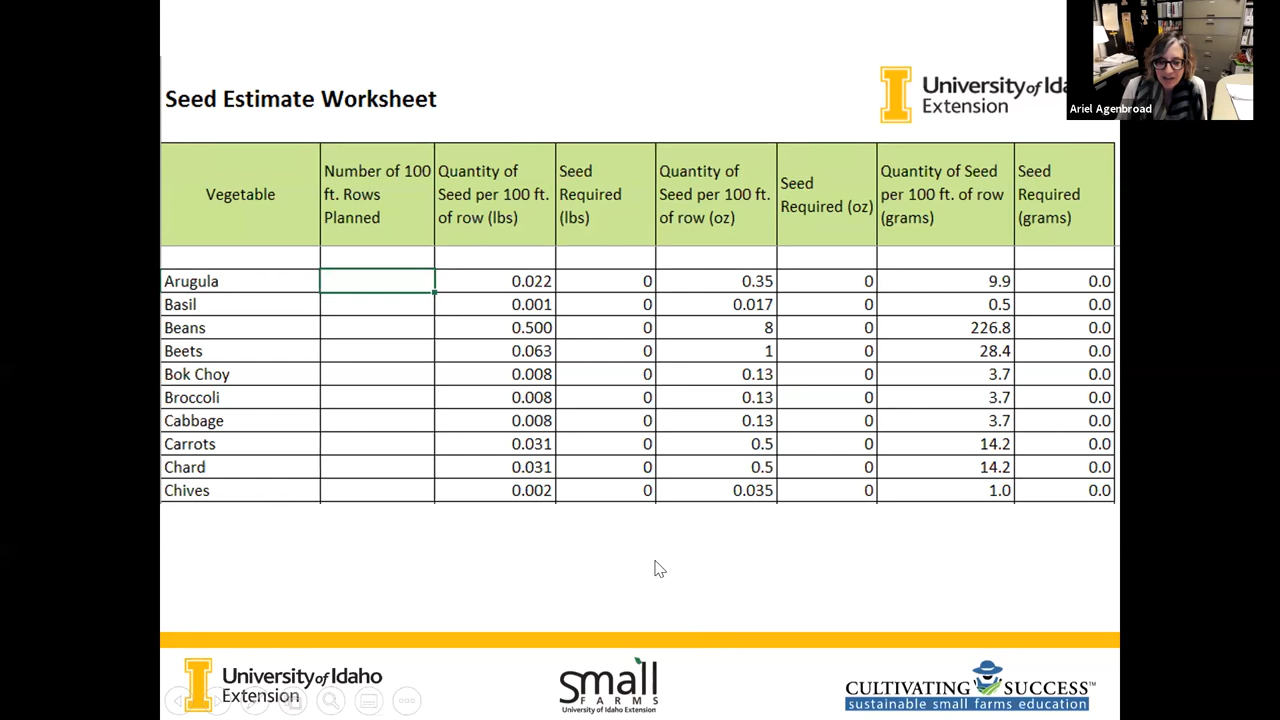 Seed Estimate Worksheet
University of Ida
Extension
Ariel Agenbroad
Vegetable
Number of 100 ft. Rows Planned
Quantity of Seed per 100 ft. of row (lbs)
Seed Required (lbs)
Quantity of Seed per 100 ft. of row (oz)
Seed Required (oz)
Quantity of Seed per 100 ft. of row (grams)
Seed Required (grams)
Arugula 0.022 0 0.35 0 9.9 0.0
Basil 0.001 0 0.017 0 0.5 0.0
Beans 0.500 0 8 0 226.8 0.0
Beets 0.063 0 1 0 28.4 0.0
Bok Choy 0.008 0 0.13 0 3.7 0.0
Broccoli 0.008 0 0.13 0 3.7 0.0
Cabbage 0.008 0 0.13 0 3.7 0.0
Carrots 0.031 0 0.5 0 14.2 0.0
Chard 0.031 0 0.5 0 14.2 0.0
Chives 0.002 0 0.035 0 1.0 0.0
University of Idaho
Extension
small
FARMS
University of Idaho Extension
CULTIVATING SUCCESS™
sustainable small farms education